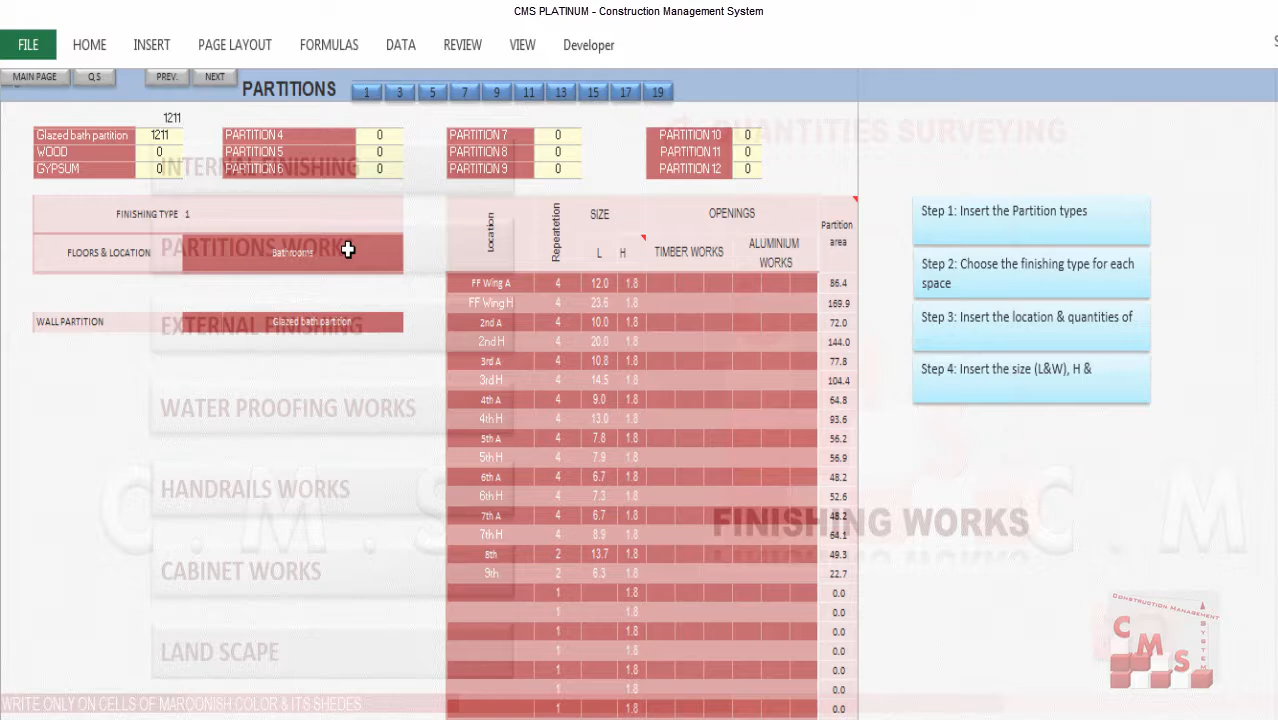 CMS PLATINUM - Construction Management System
FILE HOME INSERT PAGE LAYOUT FORMULAS DATA REVIEW VIEW Developer
MAIN PAGE Q.S PREV. NEXT PARTITIONS 1 3 5 7 9 11 13 15 17 19
1211
Glazed bath partition 1211 PARTITION 4 0 PARTITION 7 0 PARTITION 10 0
WOOD 0 PARTITION 5 0 PARTITION 8 0 PARTITION 11 0
GYPSUM 0 PARTITION 6 0 PARTITION 9 0 PARTITION 12 0
QUANTITIES SURVEYING
INTERNAL FINISHING
FINISHING TYPE 1
FLOORS & LOCATION Bathrooms
PARTITIONS WORKS
WALL PARTITION Glazed bath partition
EXTERNAL FINISHING
WATER PROOFING WORKS
HANDRAILS WORKS
CABINET WORKS
LAND SCAPE
Location Repeatetion SIZE OPENINGS Partition area
L H TIMBER WORKS ALUMINIUM WORKS
FF Wing A 4 12.0 1.8 86.4
FF Wing H 4 23.6 1.8 169.9
2nd A 4 10.0 1.8 72.0
2nd H 4 20.0 1.8 144.0
3rd A 4 10.8 1.8 77.8
3rd H 4 14.5 1.8 104.4
4th A 4 9.0 1.8 64.8
4th H 4 13.0 1.8 93.6
5th A 4 7.8 1.8 56.2
5th H 4 7.9 1.8 56.9
6th A 4 6.7 1.8 48.2
6th H 4 7.3 1.8 52.6
7th A 4 6.7 1.8 48.2
7th H 4 8.9 1.8 64.1
8th 2 13.7 1.8 49.3
9th 2 6.3 1.8 22.7
1 1.8 0.0
1 1.8 0.0
1 1.8 0.0
1 1.8 0.0
1 1.8 0.0
1 1.8 0.0
1 1.8 0.0
Step 1: Insert the Partition types
Step 2: Choose the finishing type for each
space
Step 3: Insert the location & quantities of
Step 4: Insert the size (L&W), H &
C.M.S
C.M
FINISHING WORKS
CONSTRUCTION MANAGEMENT
SYSTEM
C M S
WRITE ONLY ON CELLS OF MAROONISH COLOR & ITS SHEDES